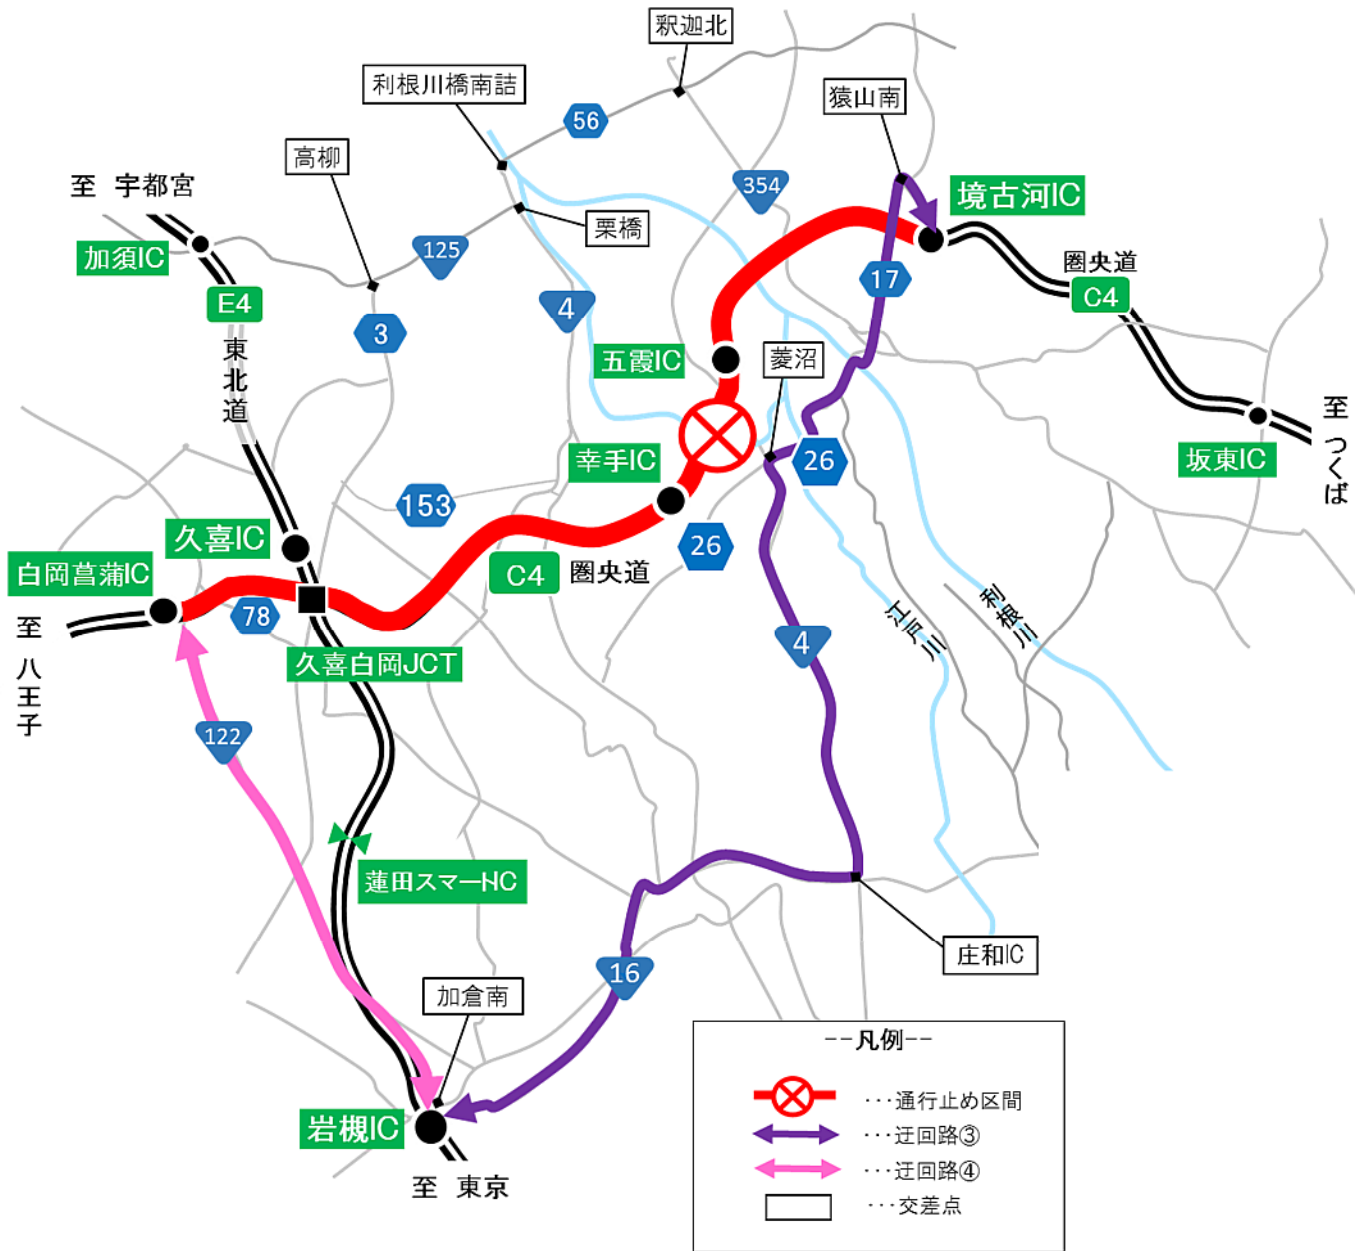 釈迦北
利根川橋南詰
猿山南
56
高柳
至 宇都宮
354
境古河IC
加須IC
栗橋
125
圏央道
17
C4
E4
4
3
東北道
五霞IC
菱沼
至 つくば
幸手IC
26
坂東IC
153
久喜IC
26
白岡菖蒲IC
C4
圏央道
78
江戸川
利根川
至 八王子
久喜白岡JCT
4
122
蓮田スマートIC
庄和IC
16
加倉南
--凡例--
･･･通行止め区間
岩槻IC
･･･迂回路③
･･･迂回路④
至 東京
･･･交差点